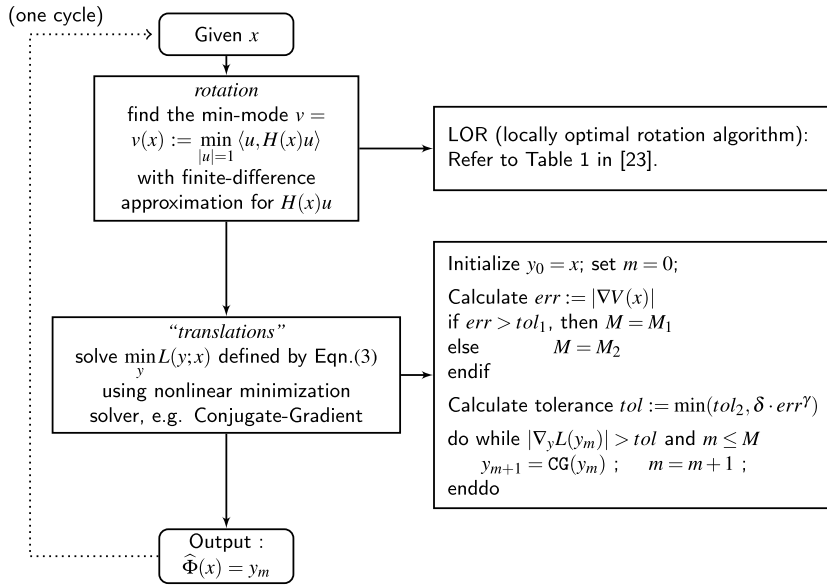 (one cycle)
Given x
rotation
find the min-mode v =
v(x) := min ⟨u, H(x)u⟩
|u|=1
with finite-difference
approximation for H(x)u
LOR (locally optimal rotation algorithm):
Refer to Table 1 in [23].
“translations”
solve min L(y; x) defined by Eqn.(3)
y
using nonlinear minimization
solver, e.g. Conjugate-Gradient
Initialize y₀ = x; set m = 0;
Calculate err := |∇V(x)|
if err > tol₁, then M = M₁
else M = M₂
endif
Calculate tolerance tol := min(tol₂, δ · err^γ)
do while |∇_y L(y_m)| > tol and m ≤ M
y_{m+1} = CG(y_m) ; m = m + 1 ;
enddo
Output :
Φ̂(x) = y_m